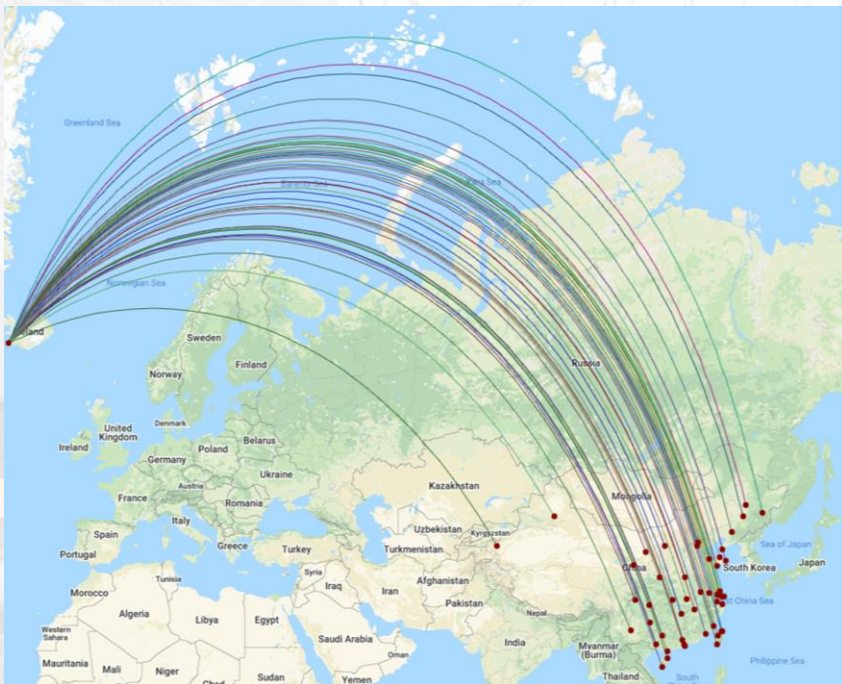 Greenland Sea
Barents Sea
Kara Sea
Norwegian Sea
land
Sweden
Finland
Russia
Norway
United
Kingdom
Denmark
Ireland
Belarus
Poland
Germany
Ukraine
Kazakhstan
Mongolia
Austria
France
Romania
Italy
Uzbekistan
Kyrgyzstan
Spain
Portugal
Greece
Turkey
Turkmenistan
Sea of Japan
South Korea
Japan
China
Syria
Tunisia
Morocco
Iraq
Iran
Afghanistan
Pakistan
Nepal
East China Sea
Algeria
Libya
Egypt
Western
Sahara
Saudi Arabia
Oman
India
Myanmar
(Burma)
Mauritania
Mali
Niger
Sudan
Yemen
Thailand
South
Philippine Sea